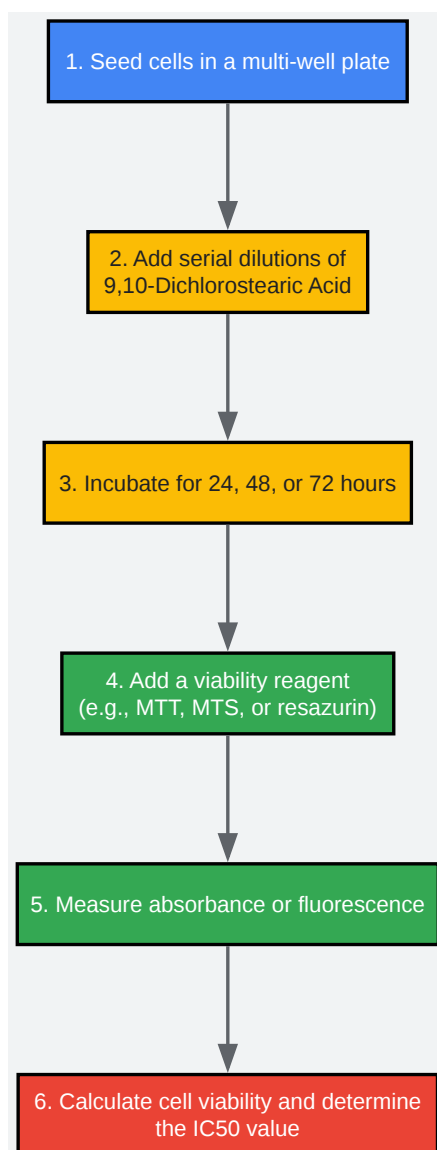 1. Seed cells in a multi-well plate
2. Add serial dilutions of
9,10-Dichlorostearic Acid
3. Incubate for 24, 48, or 72 hours
4. Add a viability reagent
(e.g., MTT, MTS, or resazurin)
5. Measure absorbance or fluorescence
6. Calculate cell viability and determine
the IC50 value